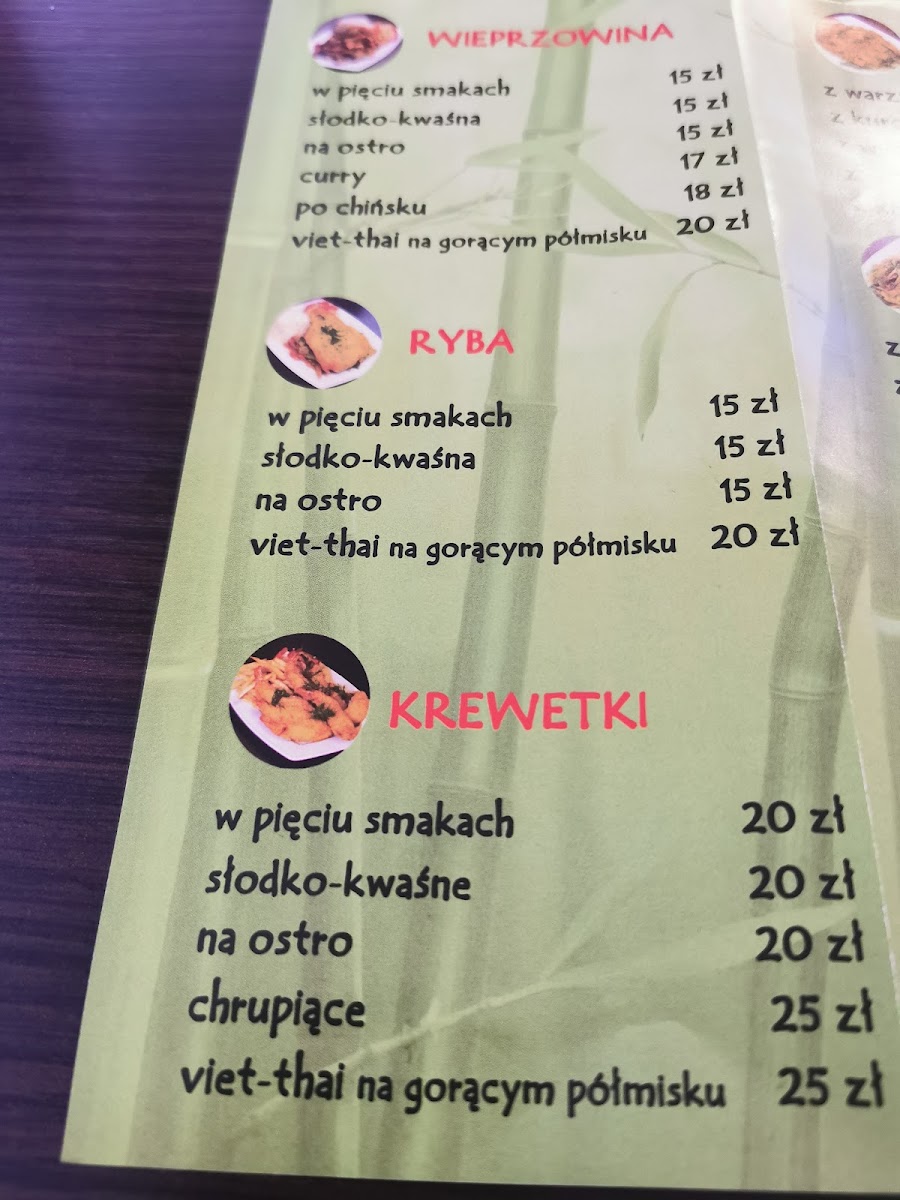 WIEPRZOWINA
w pięciu smakach 15 zł
słodko-kwaśna 15 zł
na ostro 15 zł
curry 17 zł
po chińsku 18 zł
viet-thai na gorącym półmisku 20 zł
RYBA
w pięciu smakach 15 zł
słodko-kwaśna 15 zł
na ostro 15 zł
viet-thai na gorącym półmisku 20 zł
KREWETKI
w pięciu smakach 20 zł
słodko-kwaśne 20 zł
na ostro 20 zł
chrupiące 25 zł
viet-thai na gorącym półmisku 25 zł
z warz
z